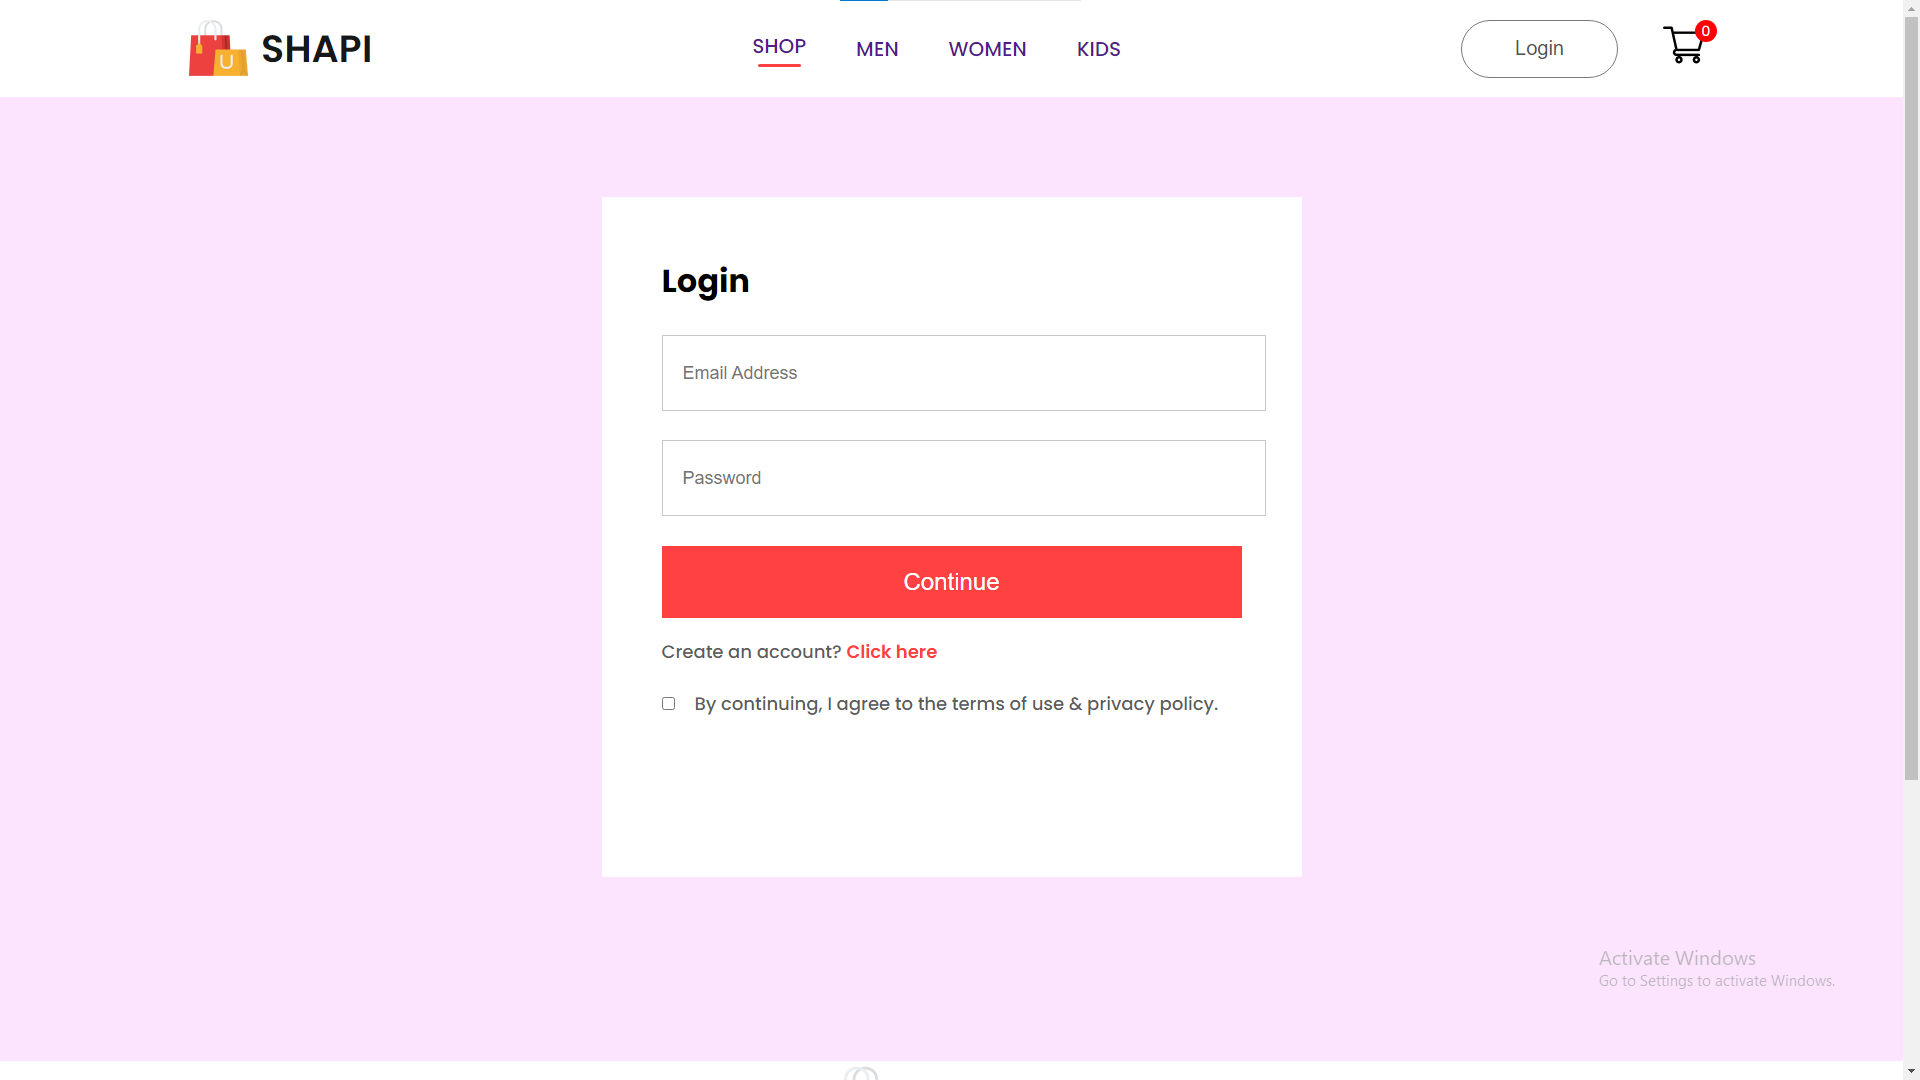 U
SHAPI
SHOP
MEN
WOMEN
KIDS
Login
0
Login
Email Address
Password
Continue
Create an account? Click here
By continuing, I agree to the terms of use & privacy policy.
Activate Windows
Go to Settings to activate Windows.